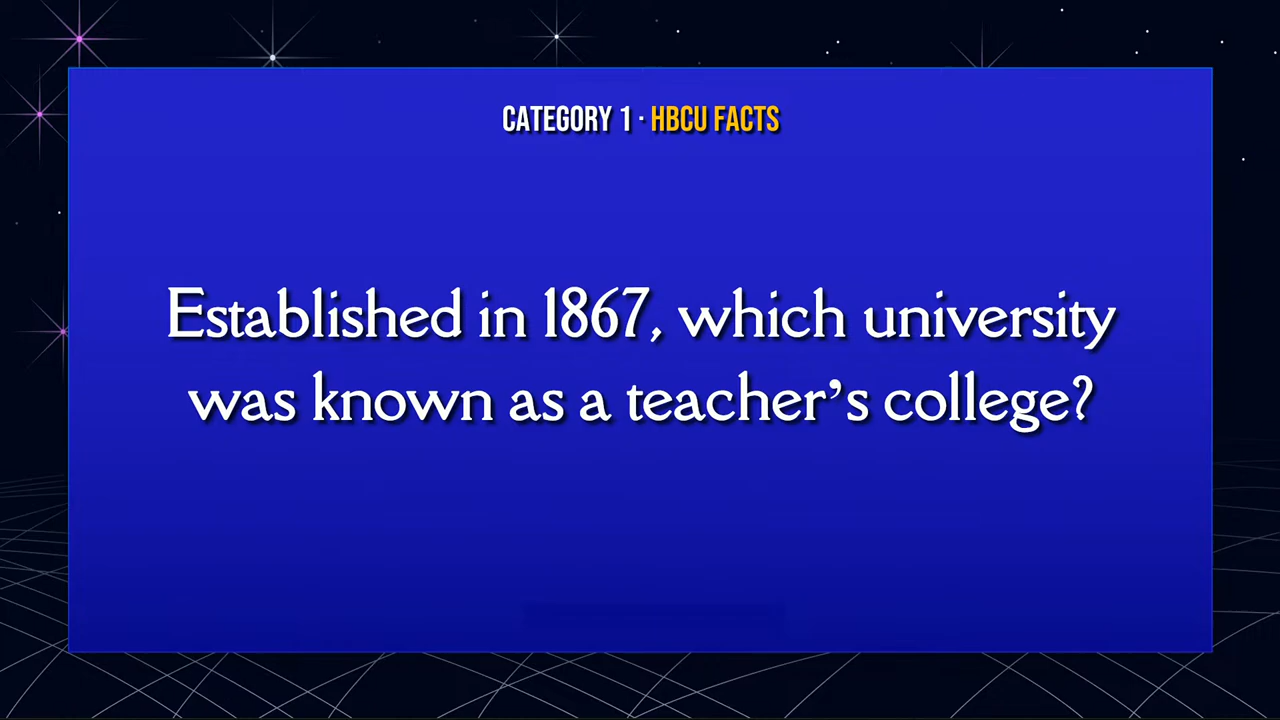 CATEGORY 1 · HBCU FACTS
Established in 1867, which university
was known as a teacher's college?